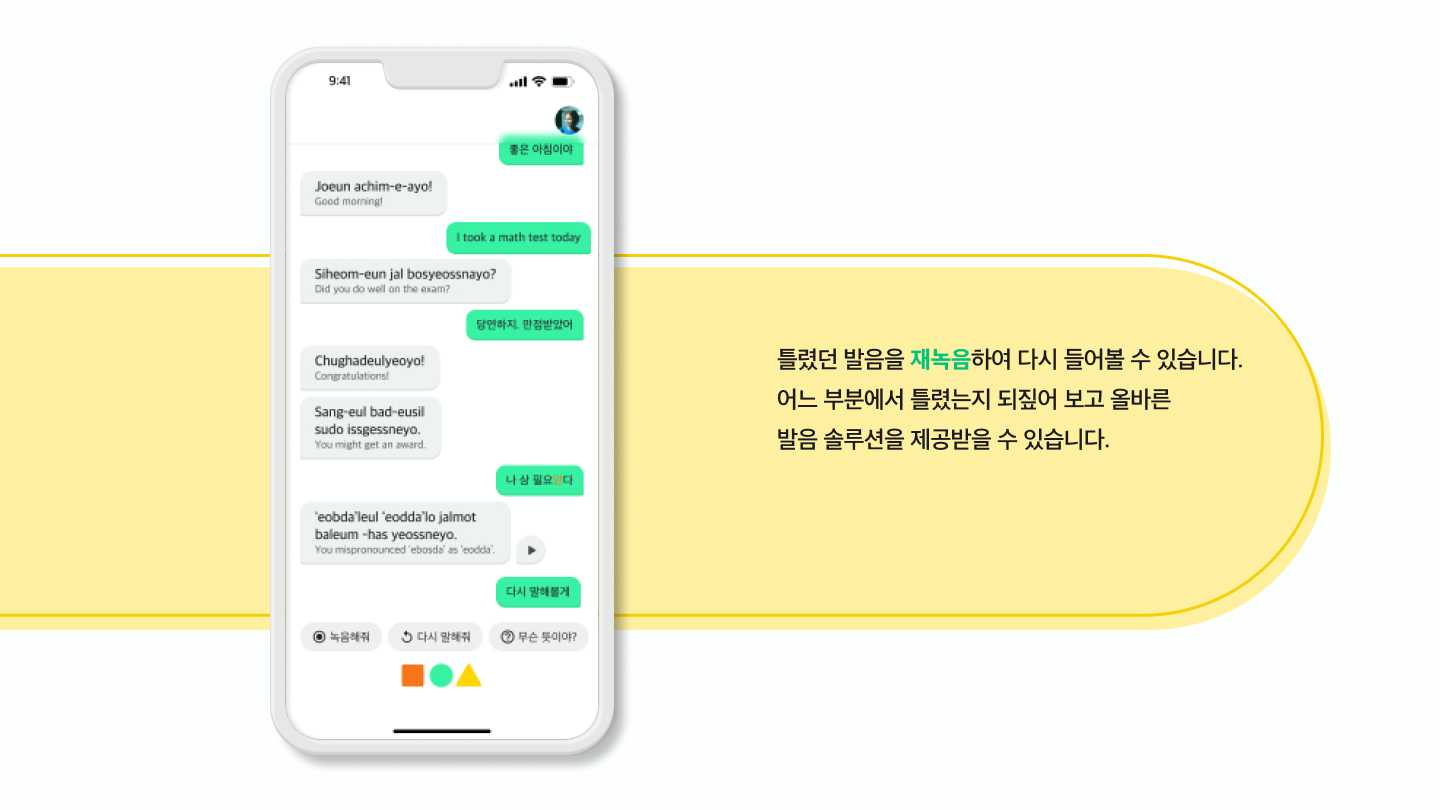 9:41
좋은 아침이야
Joeun achim-e-ayo!
Good morning!
I took a math test today
Siheom-eun jal bosyeossnayo?
Did you do well on the exam?
당연하지. 만점받았어
Chughadeulyeoyo!
Congratulations!
Sang-eul bad-eusil
sudo issgessneyo.
You might get an award.
나 상 필요없다
'eobda'leul 'eodda'lo jalmot
baleum -has yeossneyo.
You mispronounced 'ebosda' as 'eodda'.
다시 말해볼게
녹음해줘
다시 말해줘
무슨 뜻이야?
틀렸던 발음을 재녹음하여 다시 들어볼 수 있습니다.
어느 부분에서 틀렸는지 되짚어 보고 올바른
발음 솔루션을 제공받을 수 있습니다.